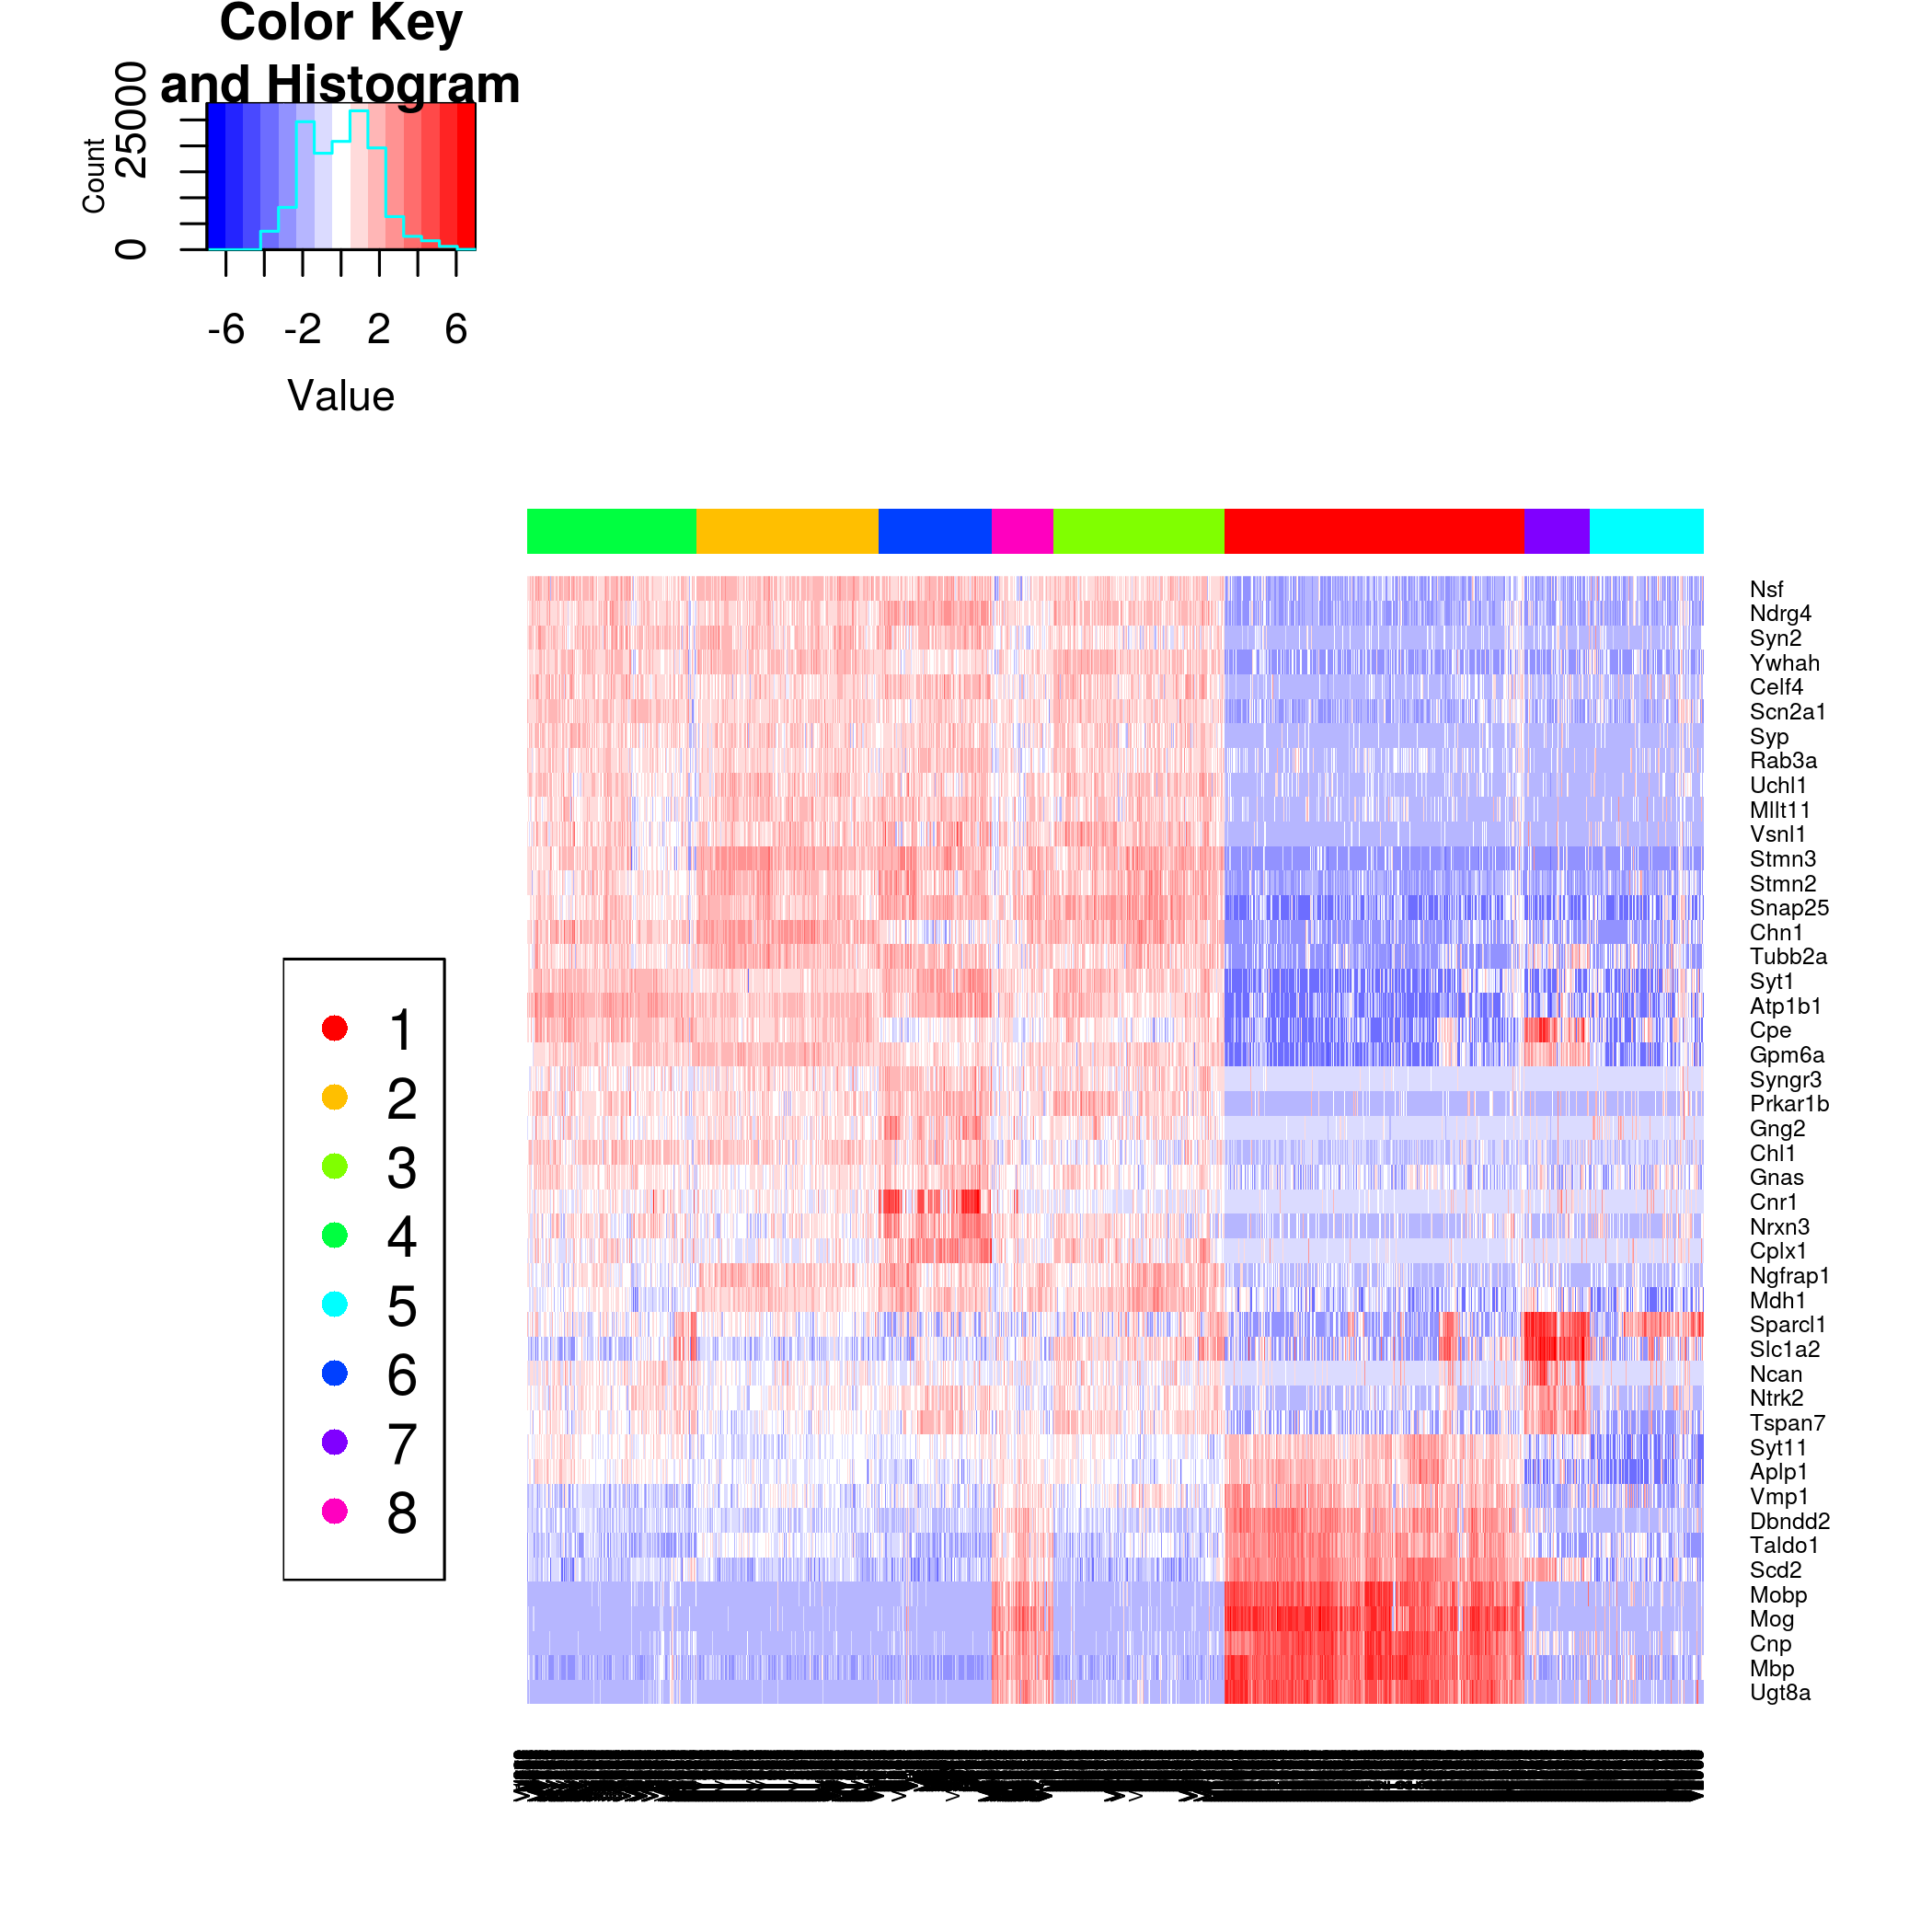 Color Key
and Histogram
Count
0 25000
-6 -2 2 6
Value
1
2
3
4
5
6
7
8
Nsf
Ndrg4
Syn2
Ywhah
Celf4
Scn2a1
Syp
Rab3a
Uchl1
Mllt11
Vsnl1
Stmn3
Stmn2
Snap25
Chn1
Tubb2a
Syt1
Atp1b1
Cpe
Gpm6a
Syngr3
Prkar1b
Gng2
Chl1
Gnas
Cnr1
Nrxn3
Cplx1
Ngfrap1
Mdh1
Sparcl1
Slc1a2
Ncan
Ntrk2
Tspan7
Syt11
Aplp1
Vmp1
Dbndd2
Taldo1
Scd2
Mobp
Mog
Cnp
Mbp
Ugt8a